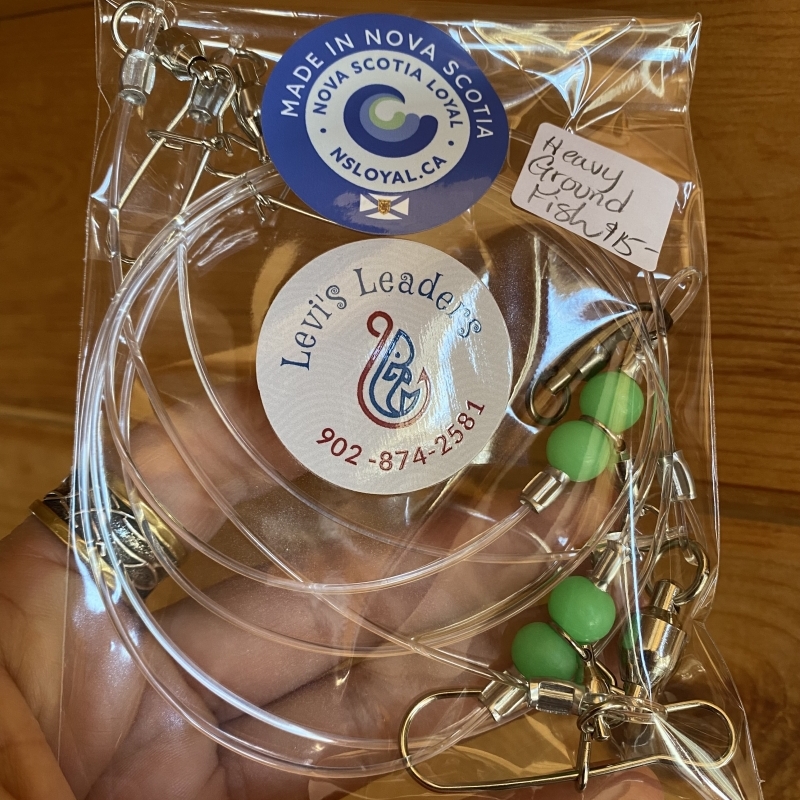 MADE IN NOVA SCOTIA
• NOVA SCOTIA LOYAL •
NSLOYAL.CA
Heavy
Ground
Fish $15-
Levi's Leaders
902-874-2581